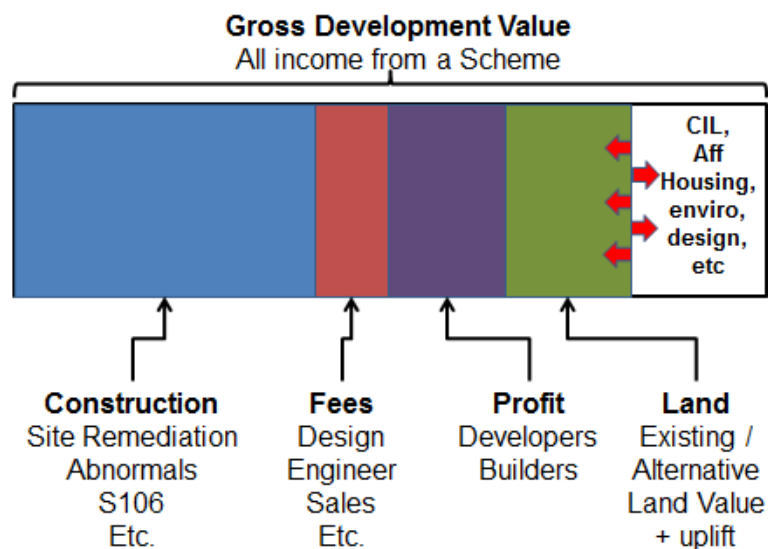 Gross Development Value
All income from a Scheme
CIL,
Aff
Housing,
enviro,
design,
etc
Construction
Site Remediation
Abnormals
S106
Etc.
Fees
Design
Engineer
Sales
Etc.
Profit
Developers
Builders
Land
Existing /
Alternative
Land Value
+ uplift